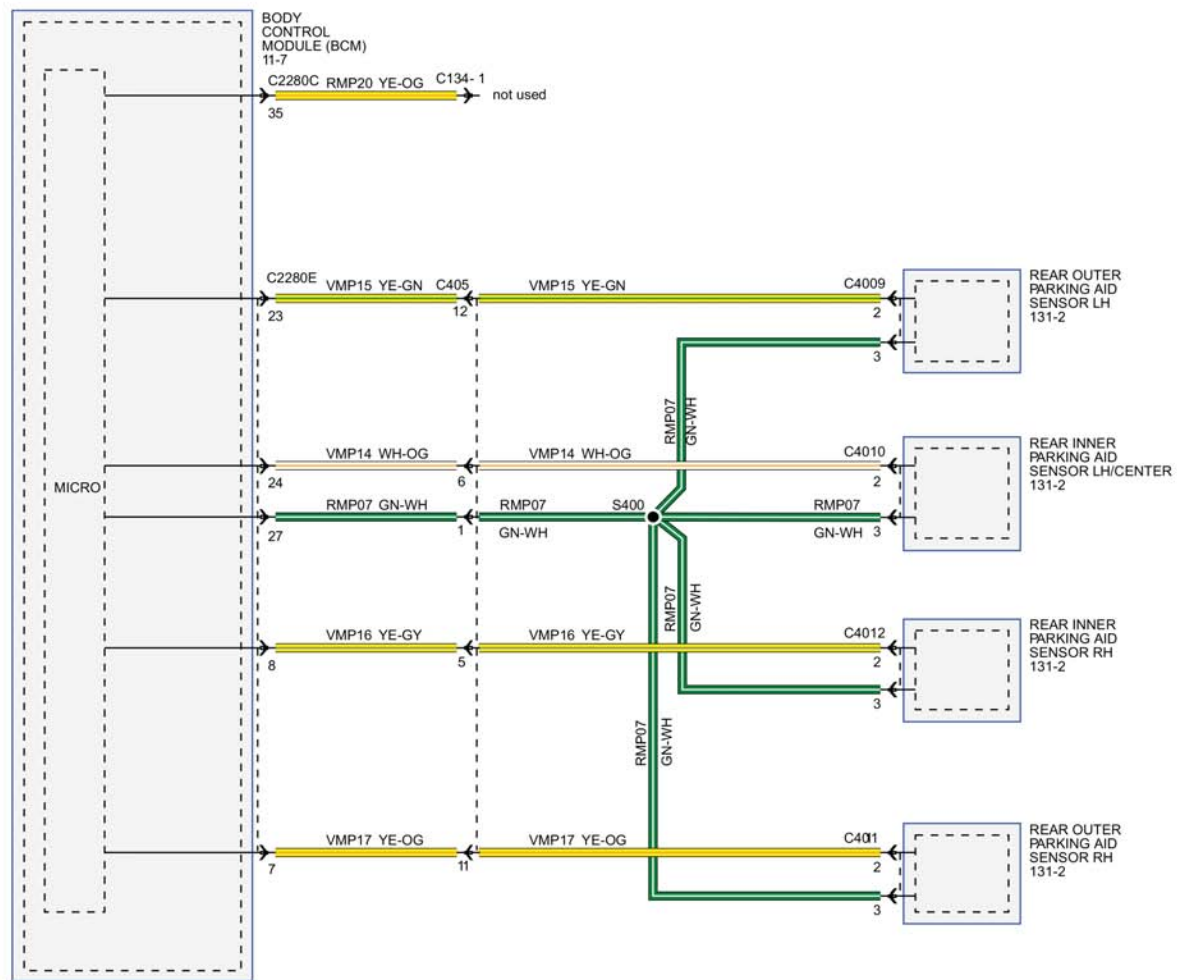 BODY
CONTROL
MODULE (BCM)
11-7
C2280C RMP20 YE-OG C134- 1
not used
35
C2280E VMP15 YE-GN C405 VMP15 YE-GN C4009
23 12 2
3
REAR OUTER
PARKING AID
SENSOR LH
131-2
RMP07
GN-WH
VMP14 WH-OG VMP14 WH-OG C4010
24 6 2
REAR INNER
PARKING AID
SENSOR LH/CENTER
131-2
MICRO
RMP07 GN-WH RMP07 S400 RMP07
27 1 GN-WH GN-WH 3
RMP07
GN-WH
VMP16 YE-GY VMP16 YE-GY C4012
8 5 2
3
REAR INNER
PARKING AID
SENSOR RH
131-2
RMP07
GN-WH
VMP17 YE-OG VMP17 YE-OG C4011
7 11 2
3
REAR OUTER
PARKING AID
SENSOR RH
131-2